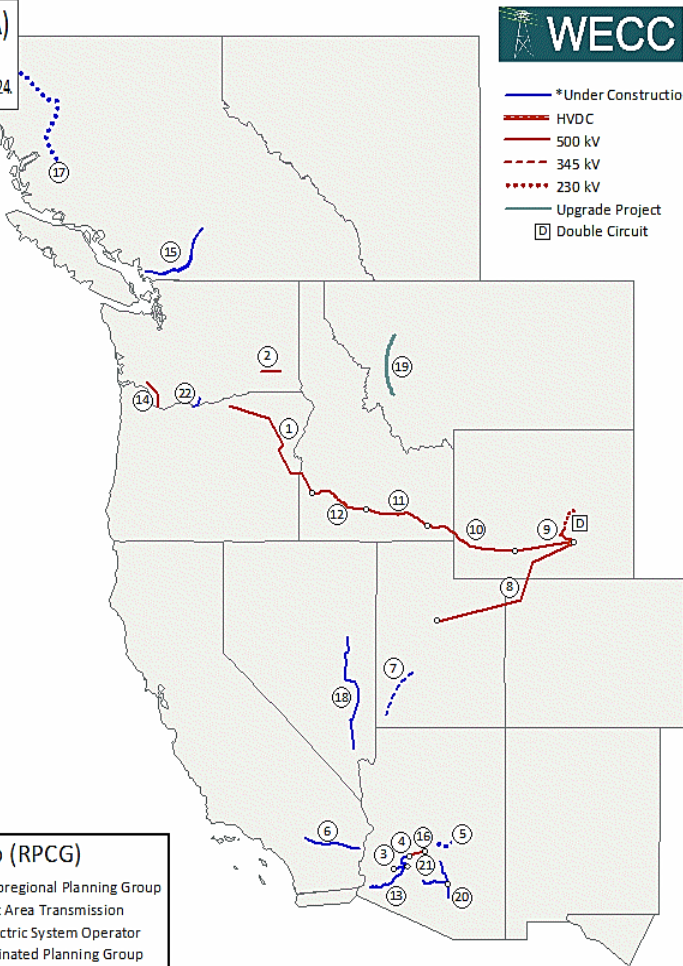 A)
24.
WECC
*Under Constructio
HVDC
500 kV
345 kV
230 kV
Upgrade Project
D Double Circuit
17
15
2
19
14
22
1
11
12
10
9
D
8
7
18
6
4
16
5
3
21
13
20
(RPCG)
regional Planning Group
Area Transmission
ctric System Operator
inated Planning Group